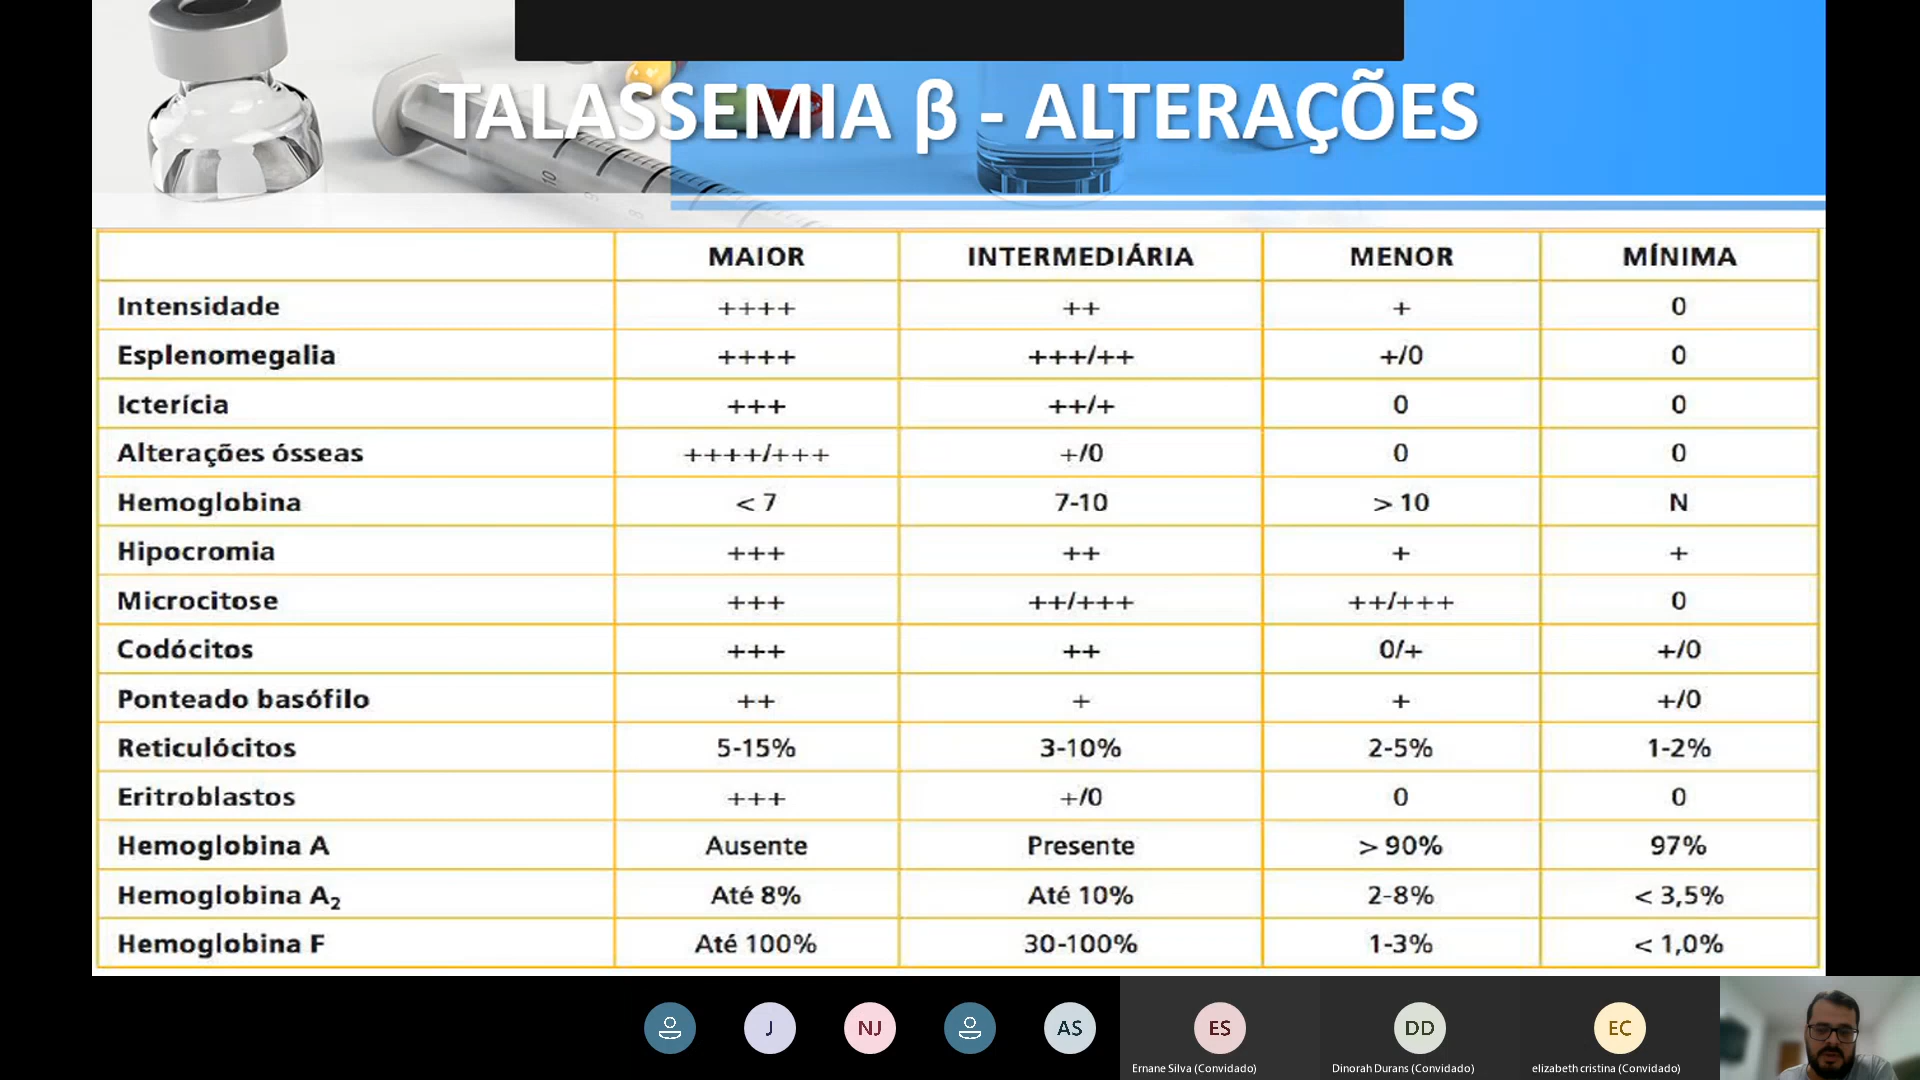 TALASSEMIA β - ALTERAÇÕES
MAIOR INTERMEDIÁRIA MENOR MÍNIMA
Intensidade ++++ ++ + 0
Esplenomegalia ++++ +++/++ +/0 0
Icterícia +++ ++/+ 0 0
Alterações ósseas ++++/+++ +/0 0 0
Hemoglobina < 7 7-10 > 10 N
Hipocromia +++ ++ + +
Microcitose +++ ++/+++ ++/+++ 0
Codócitos +++ ++ 0/+ +/0
Ponteado basófilo ++ + + +/0
Reticulócitos 5-15% 3-10% 2-5% 1-2%
Eritroblastos +++ +/0 0 0
Hemoglobina A Ausente Presente > 90% 97%
Hemoglobina A₂ Até 8% Até 10% 2-8% < 3,5%
Hemoglobina F Até 100% 30-100% 1-3% < 1,0%
J NJ AS ES DD EC
Ernane Silva (Convidado) Dinorah Durans (Convidado) elizabeth cristina (Convidado)
10